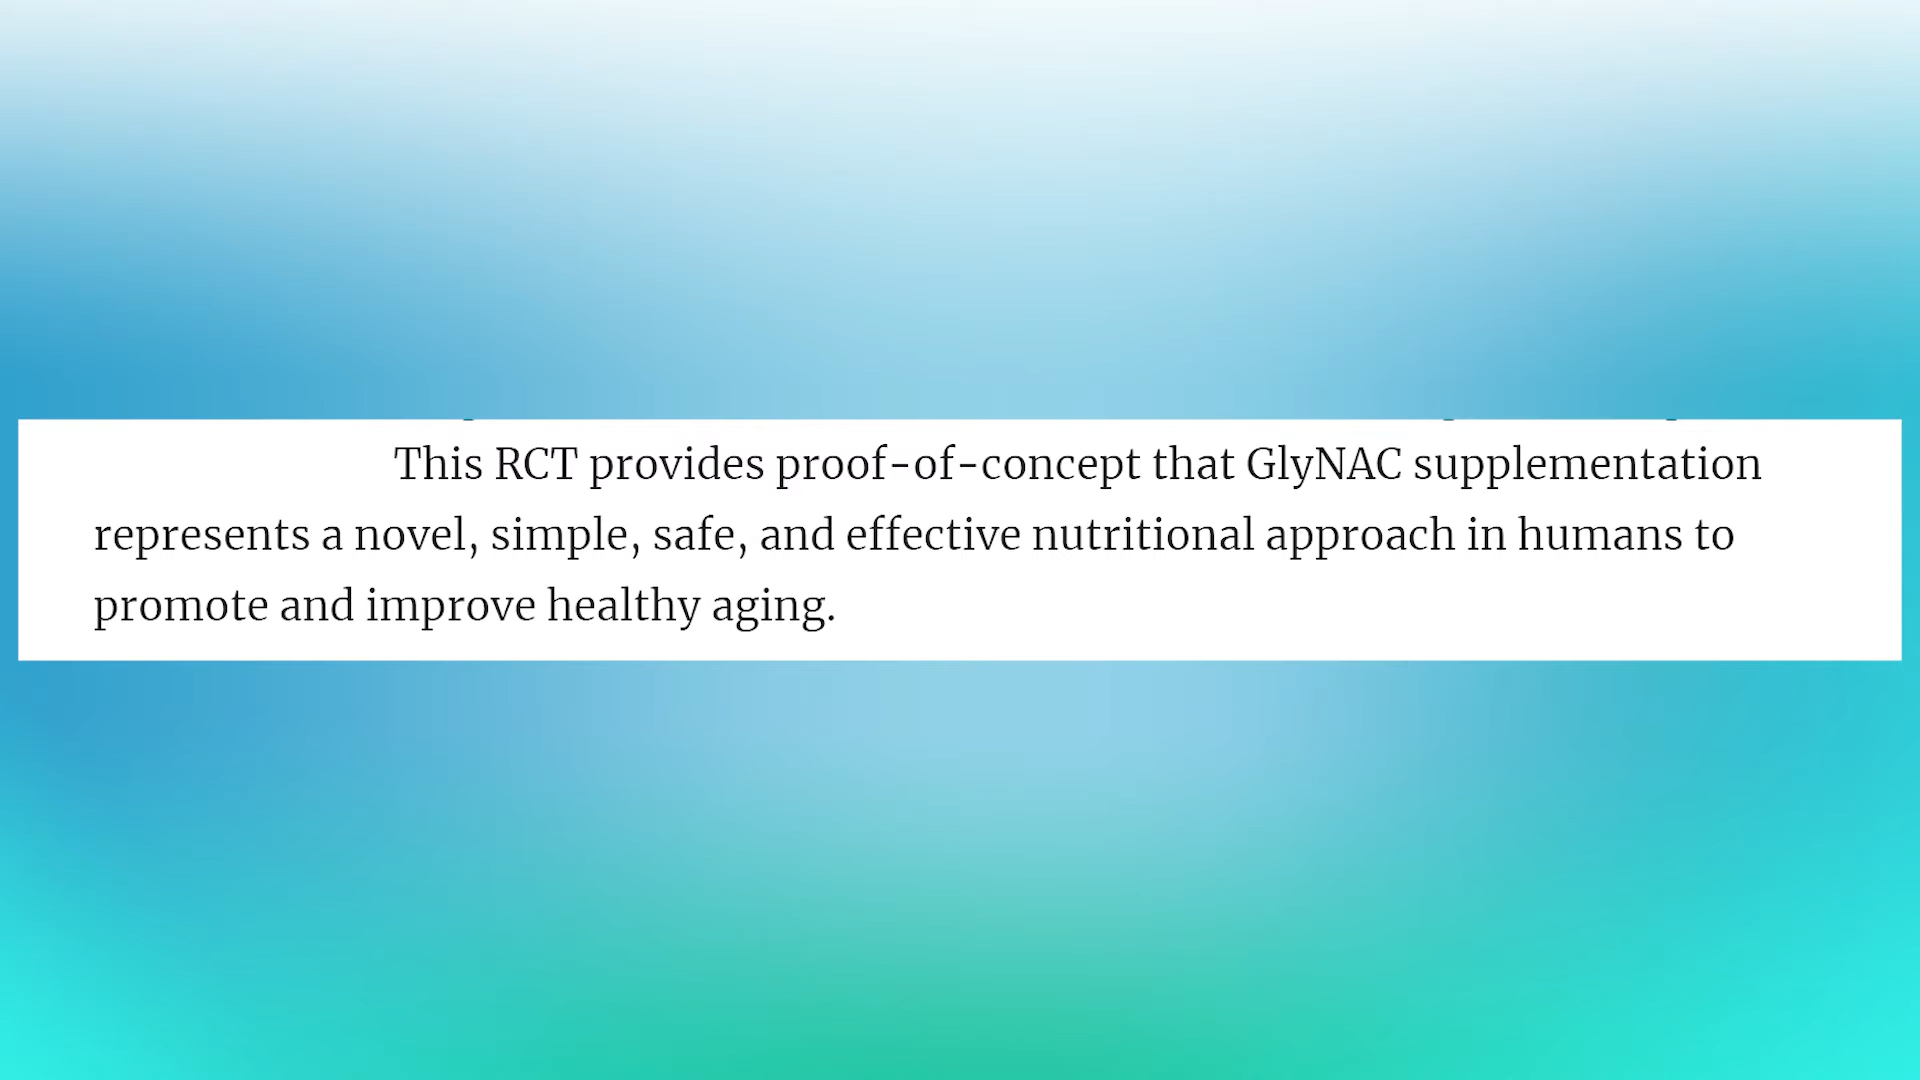 This RCT provides proof-of-concept that GlyNAC supplementation
represents a novel, simple, safe, and effective nutritional approach in humans to
promote and improve healthy aging.